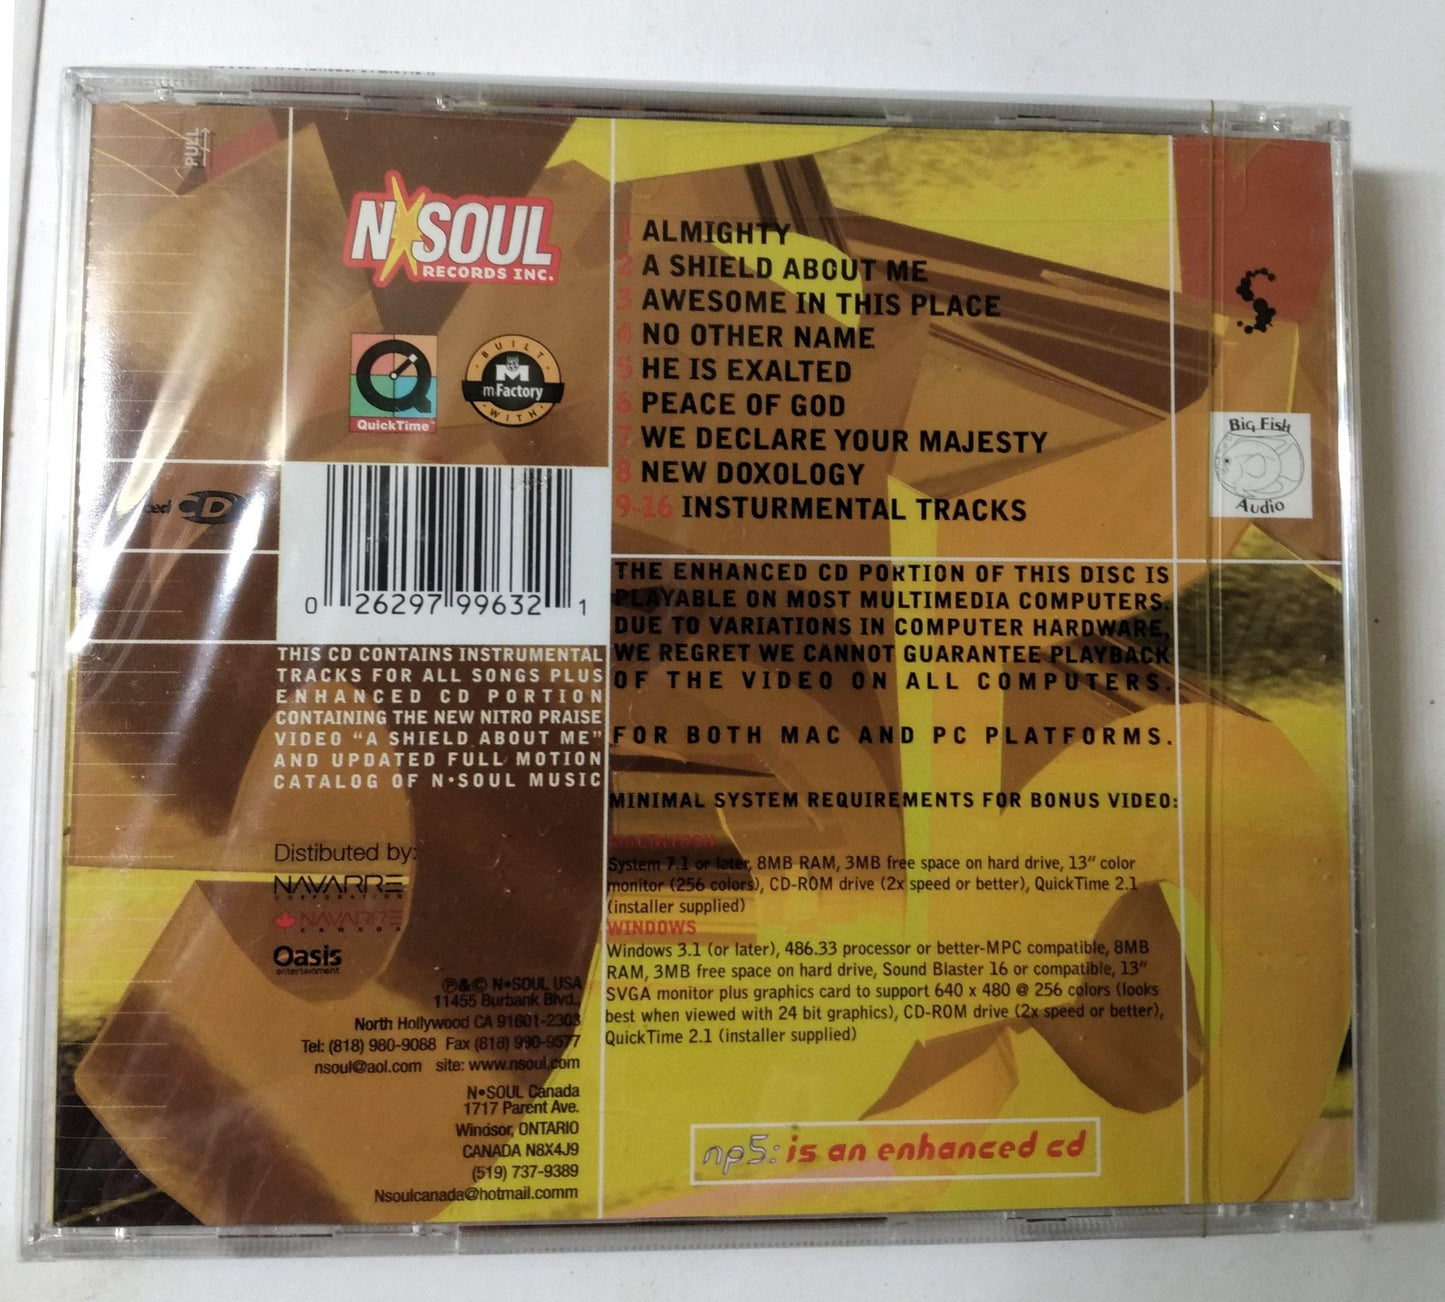 PULL
N SOUL
RECORDS INC.
QuickTime™
BUILT
M
mFactory
WITH
CD
0 26297 99632 1
THIS CD CONTAINS INSTRUMENTAL
TRACKS FOR ALL SONGS PLUS
ENHANCED CD PORTION
CONTAINING THE NEW NITRO PRAISE
VIDEO "A SHIELD ABOUT ME"
AND UPDATED FULL MOTION
CATALOG OF N•SOUL MUSIC
Distibuted by:
NAVARRE
CORPORATION
NAVARRE
CANADA
Oasis
entertainment
℗&© N•SOUL USA
11455 Burbank Blvd.,
North Hollywood CA 91601-2303
Tel: (818) 980-9088 Fax (818) 990-9577
nsoul@aol.com site: www.nsoul.com
N•SOUL Canada
1717 Parent Ave.
Windsor, ONTARIO
CANADA N8X4J9
(519) 737-9389
Nsoulcanada@hotmail.comm
1 ALMIGHTY
2 A SHIELD ABOUT ME
3 AWESOME IN THIS PLACE
4 NO OTHER NAME
5 HE IS EXALTED
6 PEACE OF GOD
7 WE DECLARE YOUR MAJESTY
8 NEW DOXOLOGY
9-16 INSTURMENTAL TRACKS
THE ENHANCED CD PORTION OF THIS DISC IS
PLAYABLE ON MOST MULTIMEDIA COMPUTERS.
DUE TO VARIATIONS IN COMPUTER HARDWARE,
WE REGRET WE CANNOT GUARANTEE PLAYBACK
OF THE VIDEO ON ALL COMPUTERS.
FOR BOTH MAC AND PC PLATFORMS.
MINIMAL SYSTEM REQUIREMENTS FOR BONUS VIDEO:
System 7.1 or later, 8MB RAM, 3MB free space on hard drive, 13" color
monitor (256 colors), CD-ROM drive (2x speed or better), QuickTime 2.1
(installer supplied)
WINDOWS
Windows 3.1 (or later), 486.33 processor or better-MPC compatible, 8MB
RAM, 3MB free space on hard drive, Sound Blaster 16 or compatible, 13"
SVGA monitor plus graphics card to support 640 x 480 @ 256 colors (looks
best when viewed with 24 bit graphics), CD-ROM drive (2x speed or better),
QuickTime 2.1 (installer supplied)
np5: is an enhanced cd
5
Big Fish
Audio